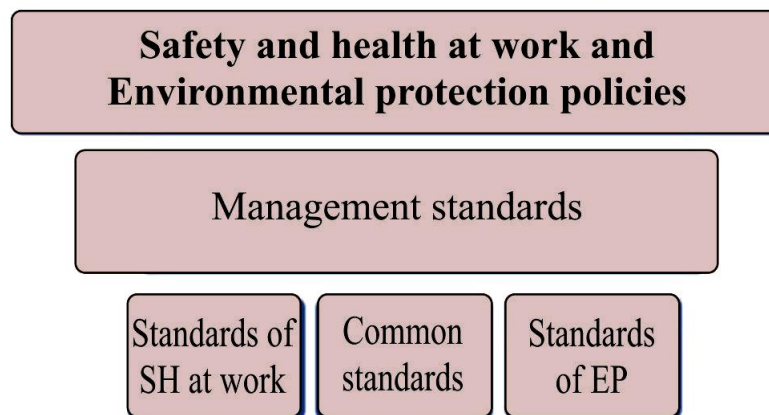 Safety and health at work and
Environmental protection policies
Management standards
Standards of
SH at work
Common
standards
Standards
of EP